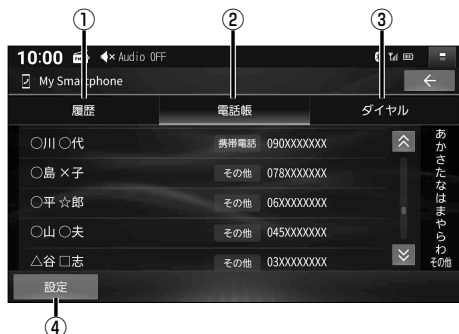 ① ② ③
10:00 Audio OFF
My Smartphone
履歴 電話帳 ダイヤル
○川 ○代 携帯電話 090XXXXXXX
○島 ×子 その他 078XXXXXXX
○平 ☆郎 その他 06XXXXXXXX
○山 ○夫 その他 045XXXXXXX
△谷 □志 その他 03XXXXXXXX
あ
か
さ
た
な
は
ま
や
ら
わ
その他
設定
④